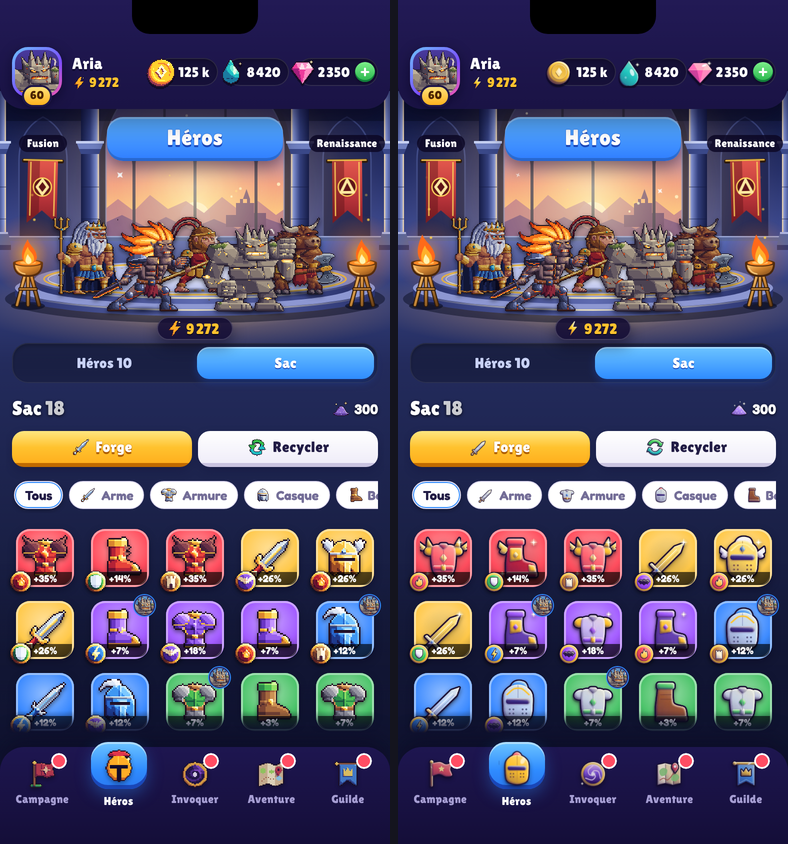 Aria
9272
60
125 k
8420
2350
Fusion
Héros
Renaissance
9272
Héros 10
Sac
Sac 18
300
Forge
Recycler
Tous
Arme
Armure
Casque
+35%
+14%
+35%
+26%
+26%
+26%
+7%
+18%
+7%
+12%
+12%
+12%
+7%
+3%
+7%
Campagne
Héros
Invoquer
Aventure
Guilde
Aria
9272
60
125 k
8420
2350
Fusion
Héros
Renaissance
9272
Héros 10
Sac
Sac 18
300
Forge
Recycler
Tous
Arme
Armure
Casque
+35%
+14%
+35%
+26%
+26%
+26%
+7%
+18%
+7%
+12%
+12%
+12%
+7%
+3%
+7%
Campagne
Héros
Invoquer
Aventure
Guilde